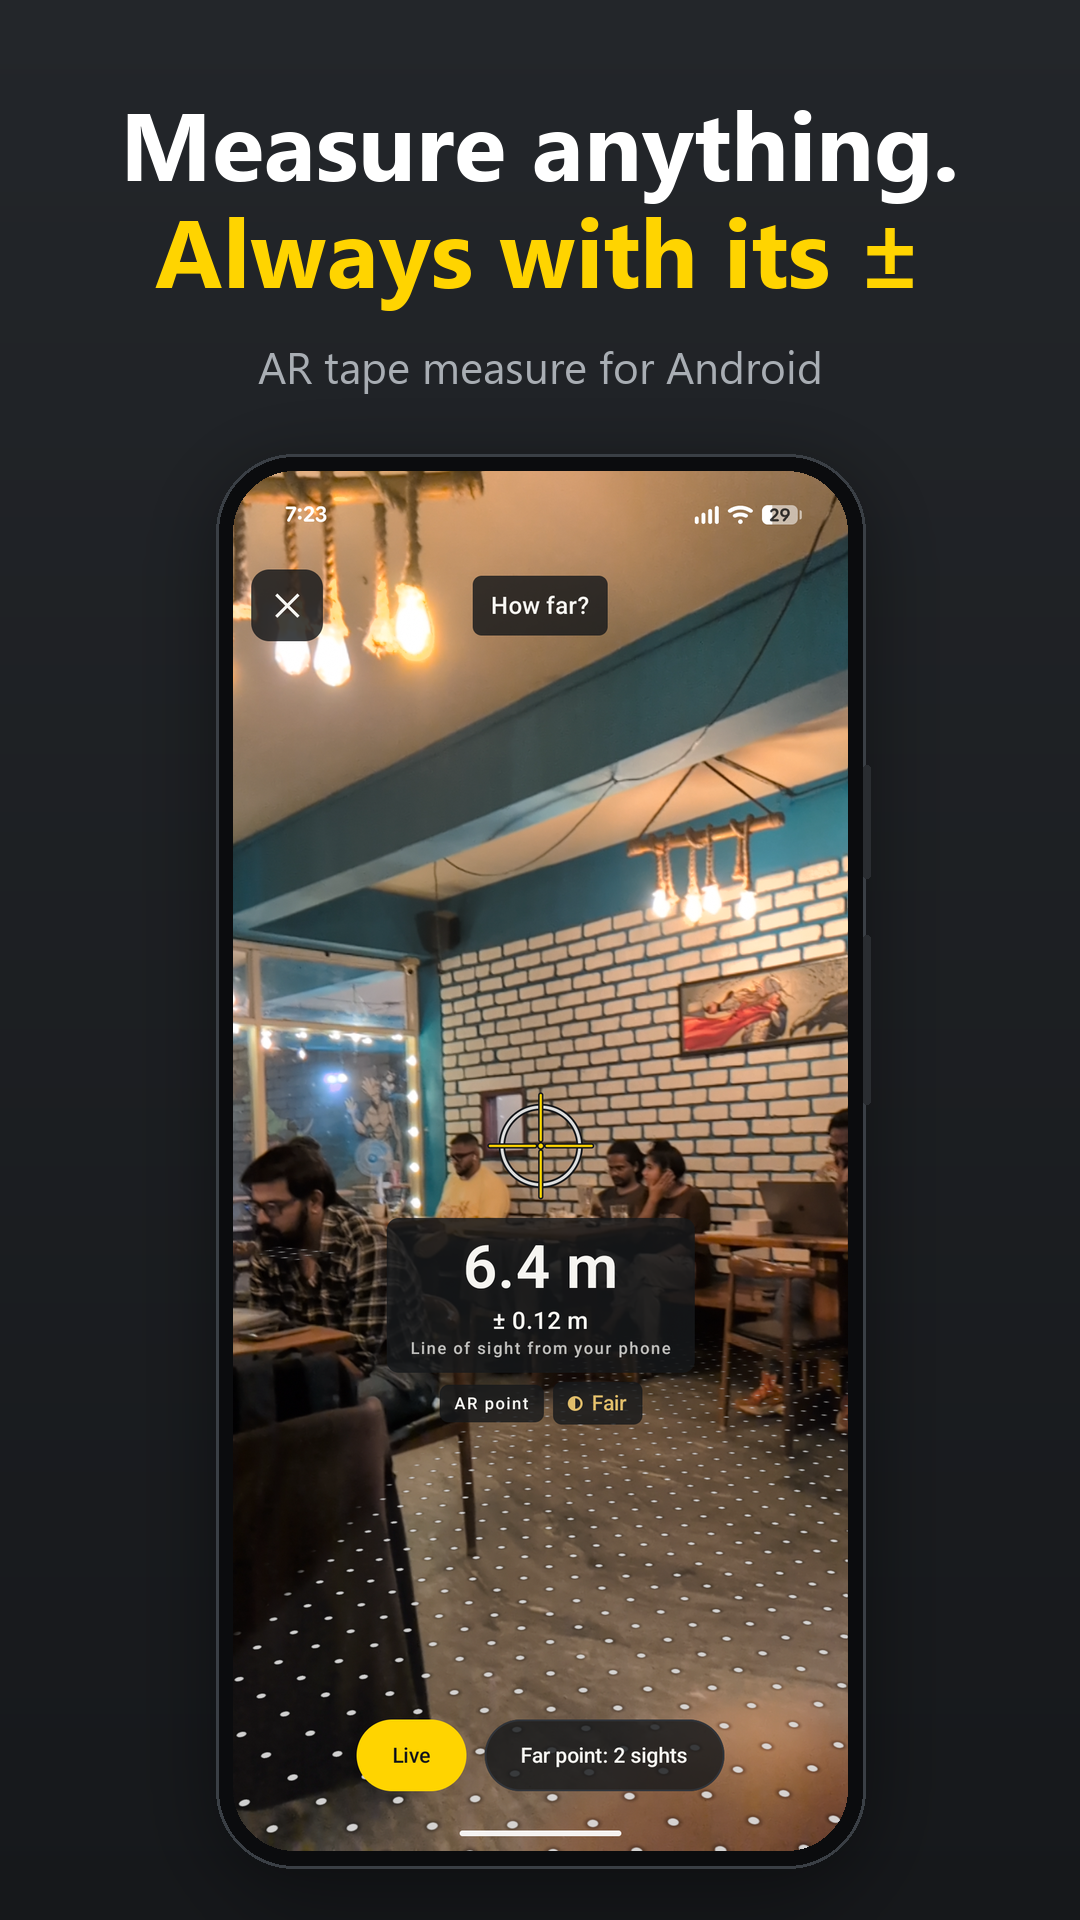 Measure anything.
Always with its ±
AR tape measure for Android
7:23
29
How far?
6.4 m
± 0.12 m
Line of sight from your phone
AR point
Fair
Live
Far point: 2 sights